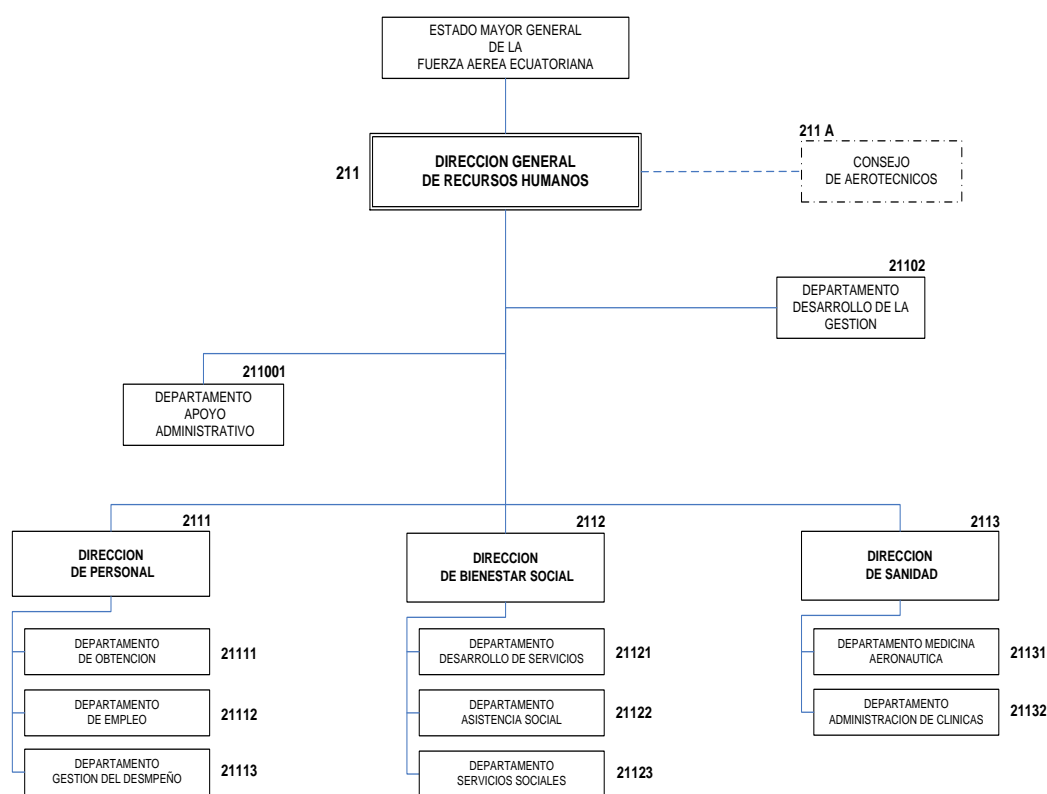 ESTADO MAYOR GENERAL
DE LA
FUERZA AEREA ECUATORIANA
211
DIRECCION GENERAL
DE RECURSOS HUMANOS
211 A
CONSEJO
DE AEROTECNICOS
21102
DEPARTAMENTO
DESARROLLO DE LA
GESTION
211001
DEPARTAMENTO
APOYO
ADMINISTRATIVO
2111
DIRECCION
DE PERSONAL
2112
DIRECCION
DE BIENESTAR SOCIAL
2113
DIRECCION
DE SANIDAD
DEPARTAMENTO
DE OBTENCION
21111
DEPARTAMENTO
DESARROLLO DE SERVICIOS
21121
DEPARTAMENTO MEDICINA
AERONAUTICA
21131
DEPARTAMENTO
DE EMPLEO
21112
DEPARTAMENTO
ASISTENCIA SOCIAL
21122
DEPARTAMENTO
ADMINISTRACION DE CLINICAS
21132
DEPARTAMENTO
GESTION DEL DESMPEÑO
21113
DEPARTAMENTO
SERVICIOS SOCIALES
21123